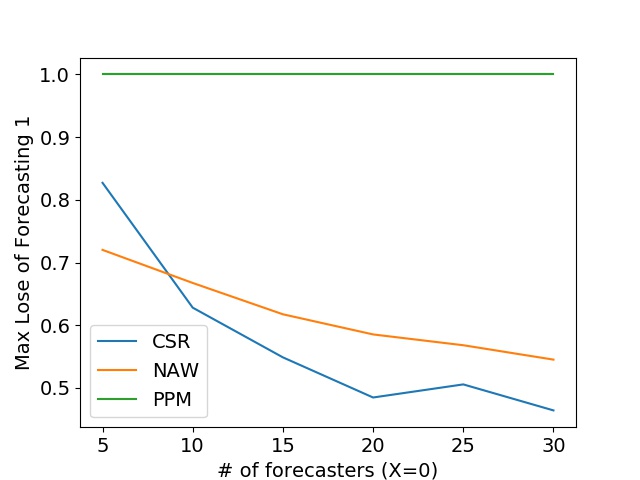 1.0
0.9
0.8
0.7
0.6
0.5
Max Lose of Forecasting 1
CSR
NAW
PPM
5 10 15 20 25 30
# of forecasters (X=0)